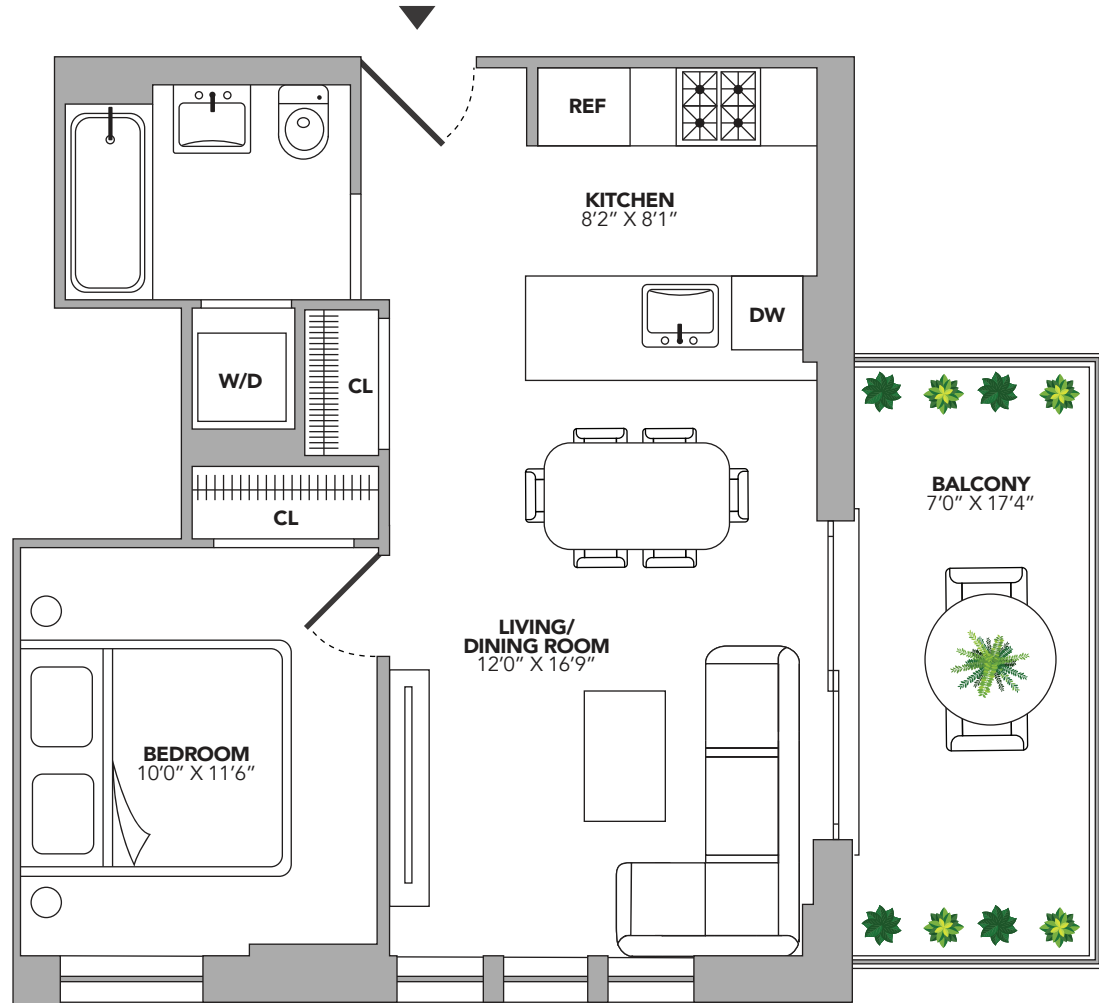 REF
KITCHEN
8’2” X 8’1”
DW
W/D
CL
CL
BALCONY
7’0” X 17’4”
LIVING/
DINING ROOM
12’0” X 16’9”
BEDROOM
10’0” X 11’6”